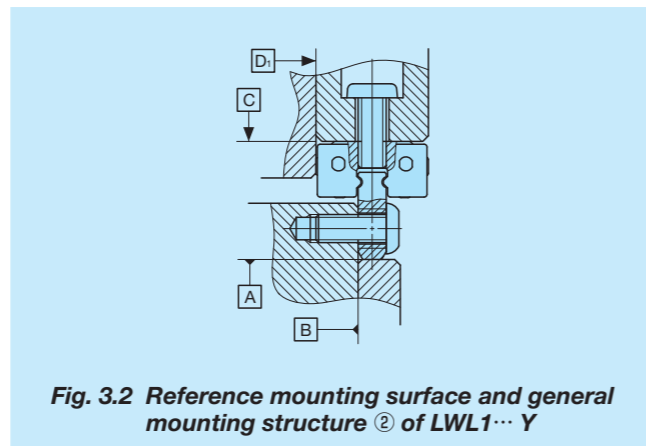 D₁
C
A
B
Fig. 3.2 Reference mounting surface and general
mounting structure ② of LWL1··· Y